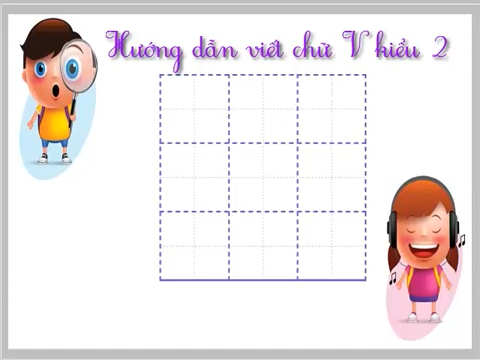 Hướng dẫn viết chữ V kiểu 2